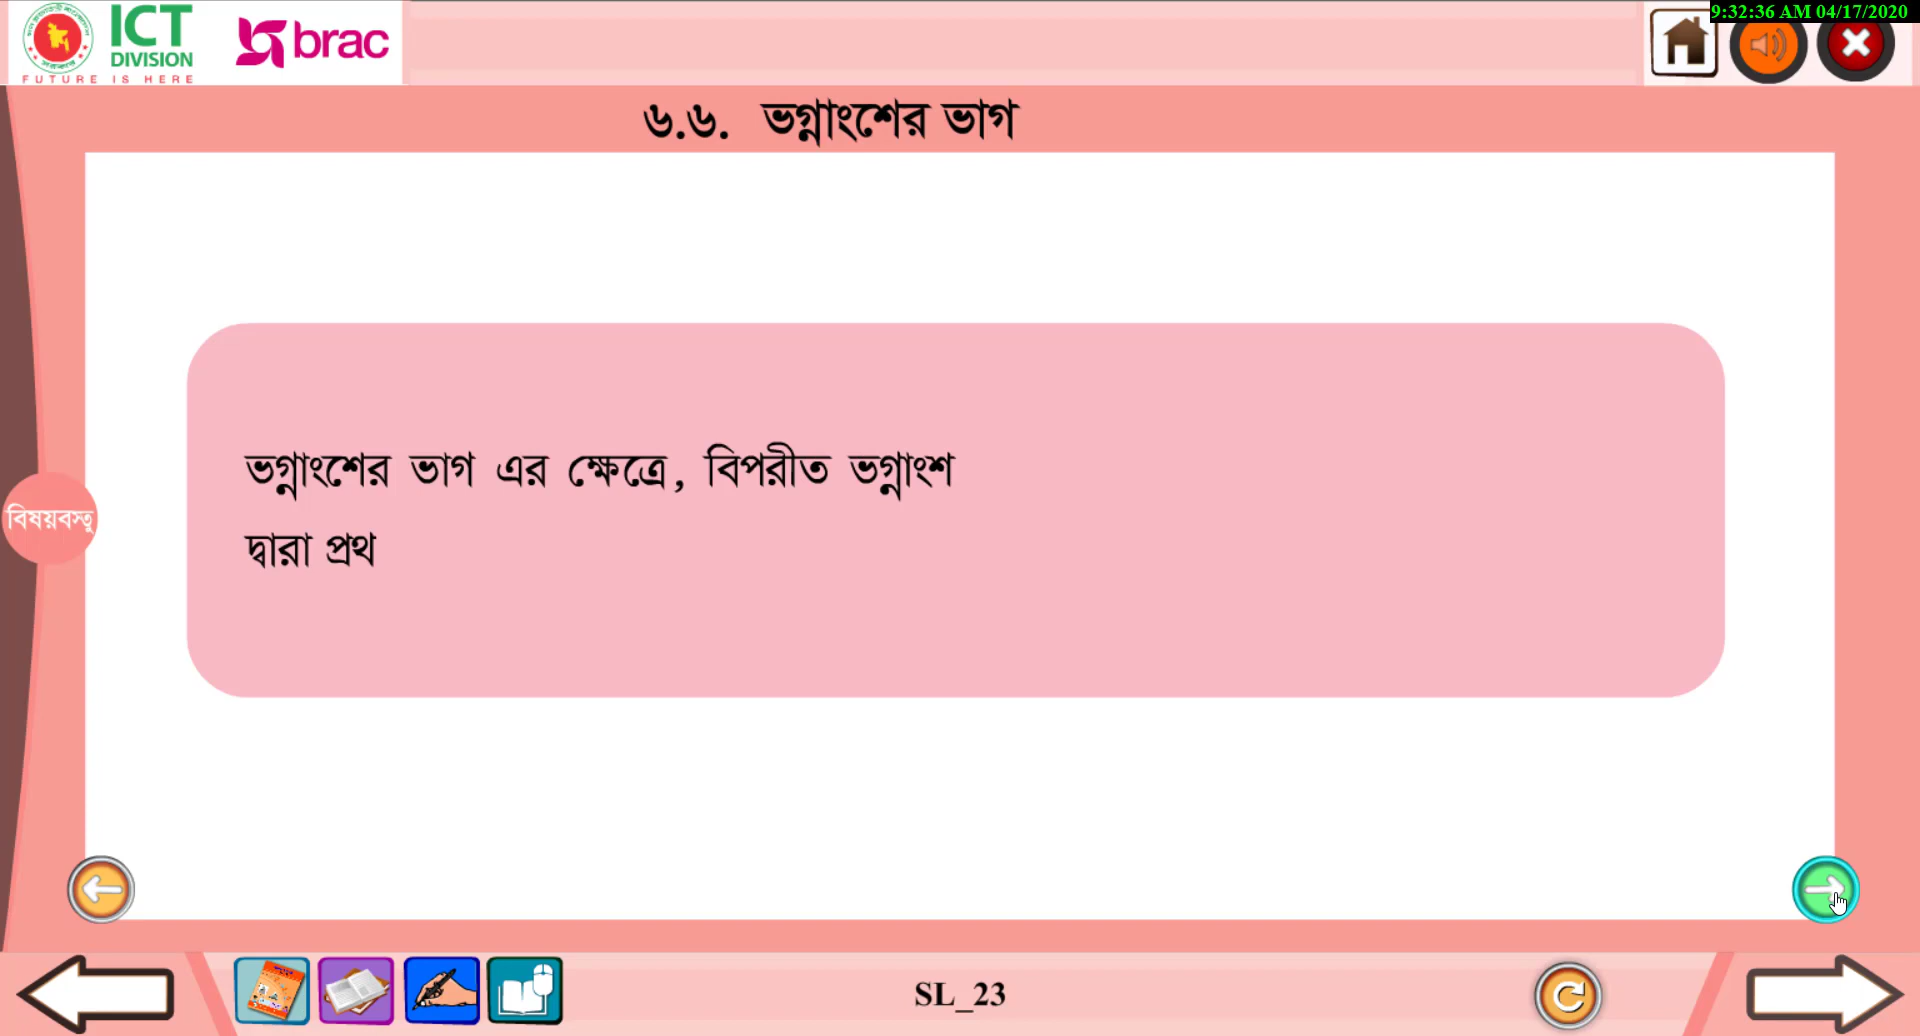 9:32:36 AM 04/17/2020
ICT
DIVISION
FUTURE IS HERE
brac
৬.৬. ভগ্নাংশের ভাগ
ভগ্নাংশের ভাগ এর ক্ষেত্রে, বিপরীত ভগ্নাংশ
দ্বারা প্রথ
বিষয়বস্তু
SL_23